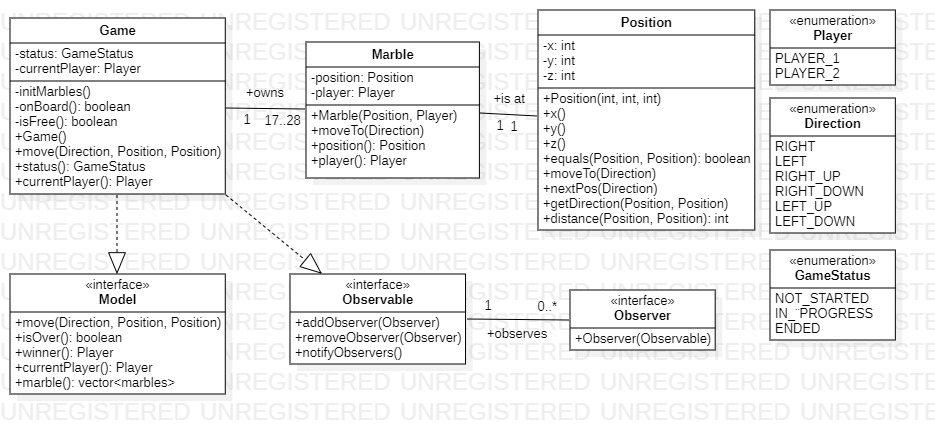 Game
-status: GameStatus
-currentPlayer: Player
-initMarbles()
-onBoard(): boolean
-isFree(): boolean
+Game()
+move(Direction, Position, Position)
+status(): GameStatus
+currentPlayer(): Player
+owns
1
17..28
Marble
-position: Position
-player: Player
+Marble(Position, Player)
+moveTo(Direction)
+position(): Position
+player(): Player
+is at
1
1
Position
-x: int
-y: int
-z: int
+Position(int, int, int)
+x()
+y()
+z()
+equals(Position, Position): boolean
+moveTo(Direction)
+nextPos(Direction)
+getDirection(Position, Position)
+distance(Position, Position): int
«enumeration»
Player
PLAYER_1
PLAYER_2
«enumeration»
Direction
RIGHT
LEFT
RIGHT_UP
RIGHT_DOWN
LEFT_UP
LEFT_DOWN
«enumeration»
GameStatus
NOT_STARTED
IN_PROGRESS
ENDED
«interface»
Model
+move(Direction, Position, Position)
+isOver(): boolean
+winner(): Player
+currentPlayer(): Player
+marble(): vector<marbles>
«interface»
Observable
+addObserver(Observer)
+removeObserver(Observer)
+notifyObservers()
1
0..*
+observes
«interface»
Observer
+Observer(Observable)
UNREGISTERED UNREGISTERED UNREGISTERED UNREGISTERED UNREGISTERED